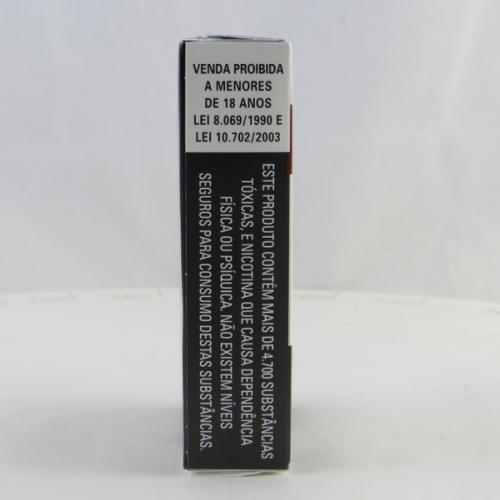 VENDA PROIBIDA
A MENORES
DE 18 ANOS
LEI 8.069/1990 E
LEI 10.702/2003
ESTE PRODUTO CONTÉM MAIS DE 4.700 SUBSTÂNCIAS
TÓXICAS, E NICOTINA QUE CAUSA DEPENDÊNCIA
FÍSICA OU PSÍQUICA. NÃO EXISTEM NÍVEIS
SEGUROS PARA CONSUMO DESTAS SUBSTÂNCIAS.